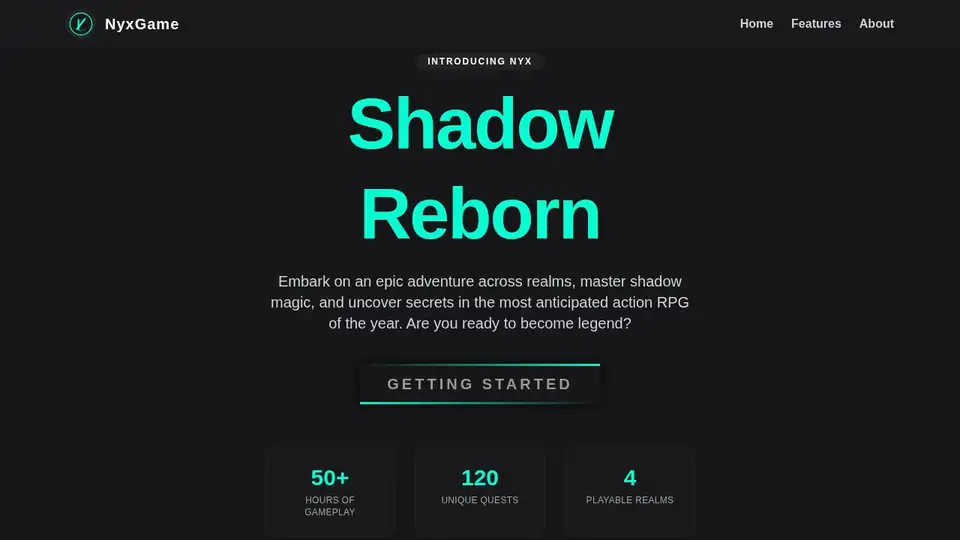 NyxGame
Home Features About
INTRODUCING NYX
Shadow
Reborn
Embark on an epic adventure across realms, master shadow
magic, and uncover secrets in the most anticipated action RPG
of the year. Are you ready to become legend?
GETTING STARTED
50+
HOURS OF
GAMEPLAY
120
UNIQUE QUESTS
4
PLAYABLE REALMS